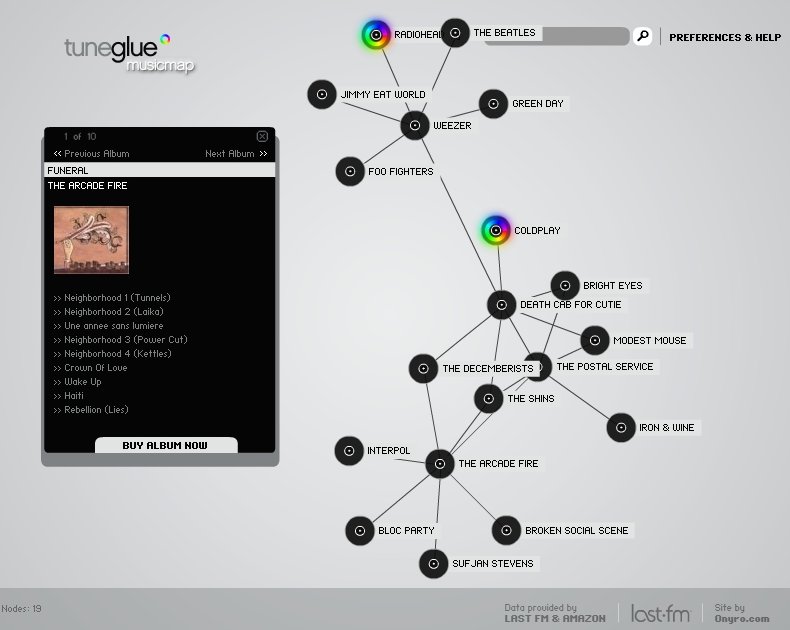 tuneglue
musicmap
RADIOHEAD
THE BEATLES
PREFERENCES & HELP
JIMMY EAT WORLD
GREEN DAY
WEEZER
FOO FIGHTERS
1 of 10
<< Previous Album
Next Album >>
FUNERAL
THE ARCADE FIRE
>> Neighborhood 1 (Tunnels)
>> Neighborhood 2 (Laika)
>> Une annee sans lumiere
>> Neighborhood 3 (Power Cut)
>> Neighborhood 4 (Kettles)
>> Crown Of Love
>> Wake Up
>> Haiti
>> Rebellion (Lies)
BUY ALBUM NOW
COLDPLAY
BRIGHT EYES
DEATH CAB FOR CUTIE
MODEST MOUSE
THE DECEMBERISTS
THE POSTAL SERVICE
THE SHINS
IRON & WINE
INTERPOL
THE ARCADE FIRE
BLOC PARTY
BROKEN SOCIAL SCENE
SUFJAN STEVENS
Nodes: 19
Data provided by
LAST FM & AMAZON
last.fm
Site by
Onyro.com